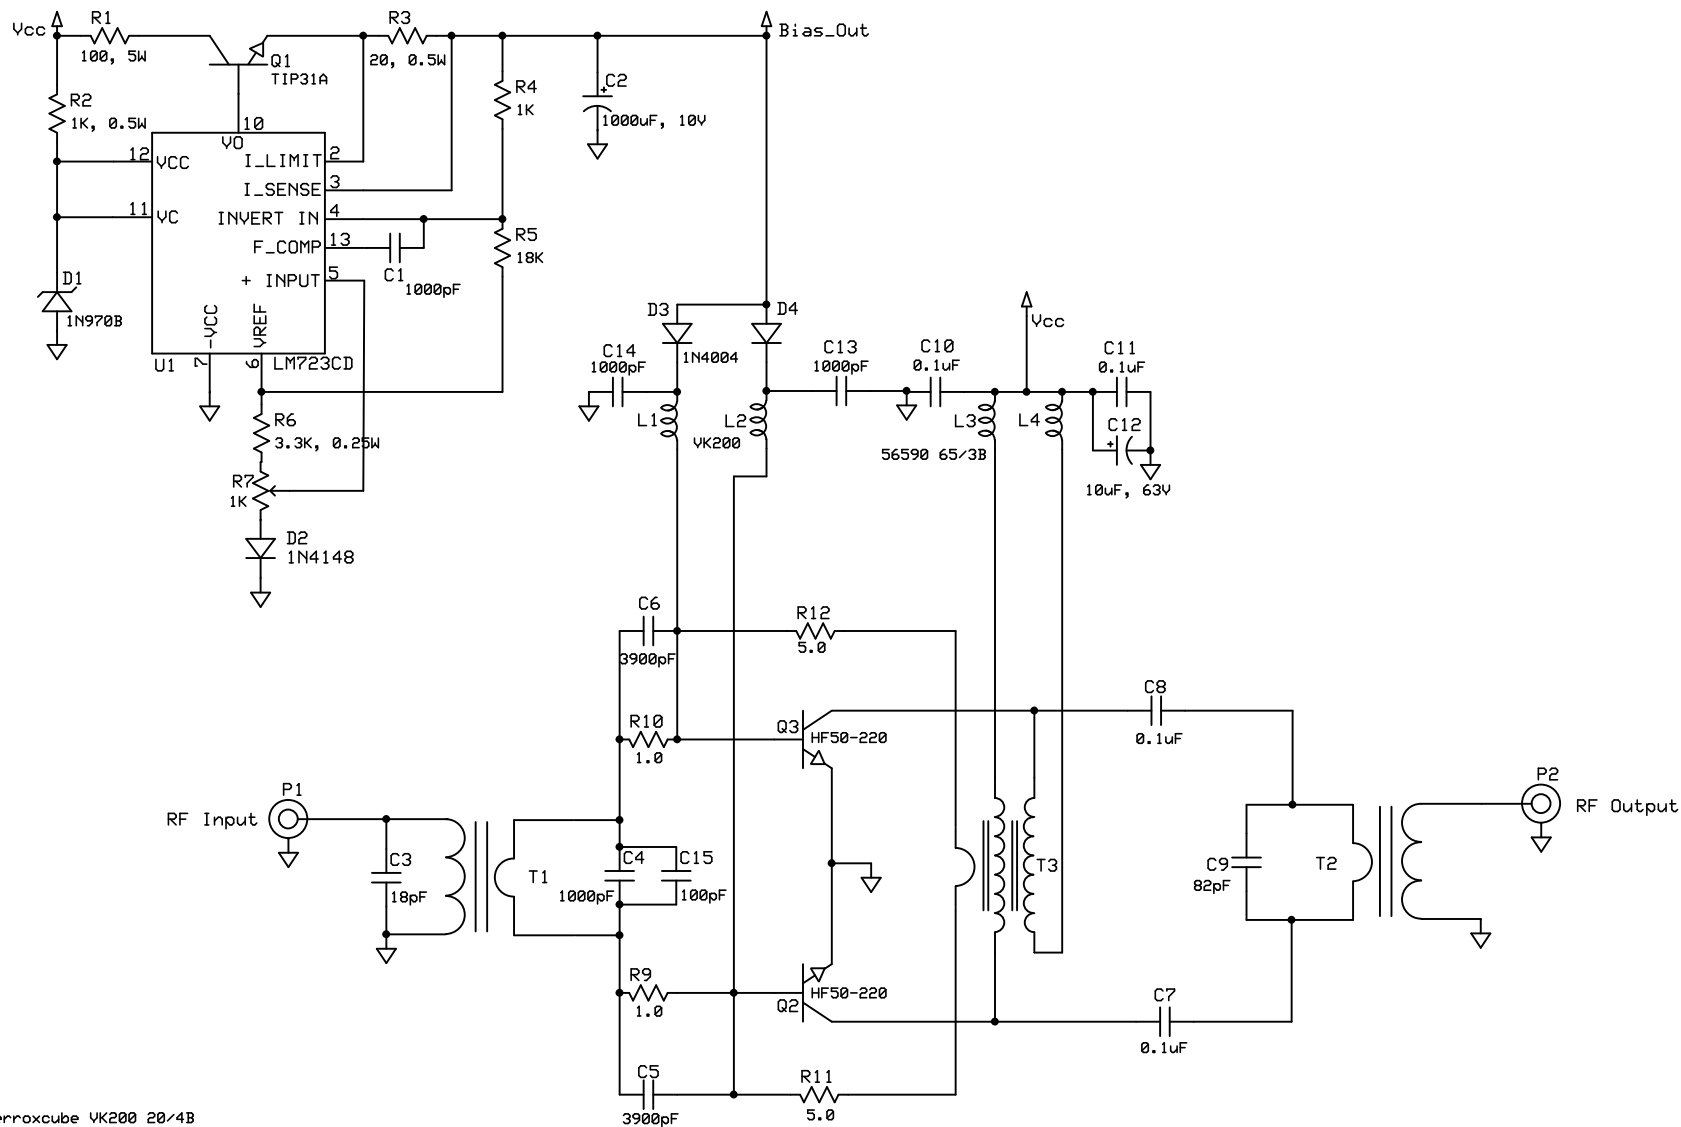 Vcc
R1
100, 5W
Q1
TIP31A
R3
20, 0.5W
Bias_Out
R2
1K, 0.5W
R4
1K
C2
+
1000uF, 10V
10
VO
12
VCC
11
VC
I_LIMIT
2
I_SENSE
3
INVERT IN
4
F_COMP
13
+ INPUT
5
-VCC
7
VREF
6
U1
LM723CD
C1
1000pF
R5
18K
D1
1N970B
R6
3.3K, 0.25W
R7
1K
D2
1N4148
D3
D4
1N4004
C14
1000pF
C13
1000pF
C10
0.1uF
Vcc
C11
0.1uF
L1
L2
VK200
L3
L4
56590 65/3B
C12
+
10uF, 63V
C6
3900pF
R12
5.0
R10
1.0
Q3
HF50-220
C8
0.1uF
P1
RF Input
C3
18pF
T1
C4
1000pF
C15
100pF
T3
C9
82pF
T2
P2
RF Output
R9
1.0
Q2
HF50-220
C7
0.1uF
C5
3900pF
R11
5.0
erroxcube VK200 20/4B